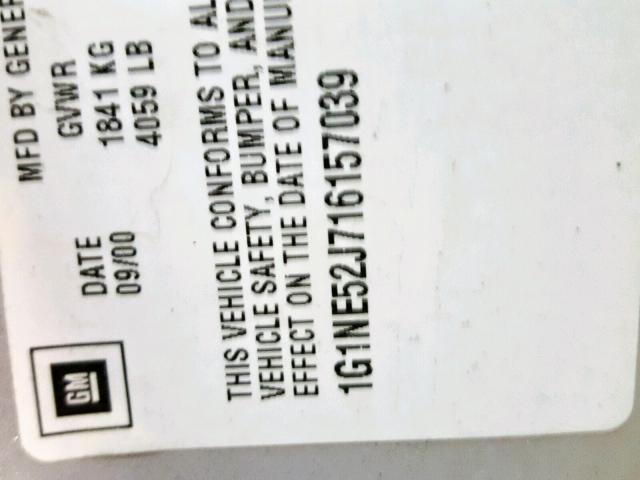 MFD BY GENER
DATE GVWR
09/00 1841 KG
4059 LB
GM
THIS VEHICLE CONFORMS TO AL
VEHICLE SAFETY, BUMPER, AND
EFFECT ON THE DATE OF MANU
1G1NE52J716157039